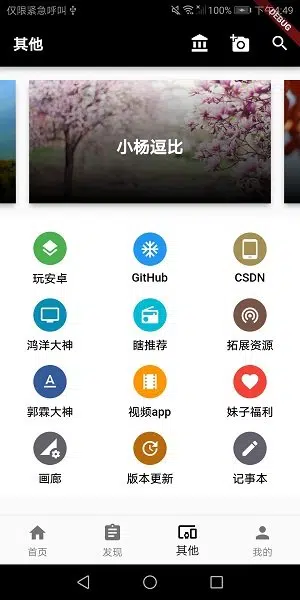 仅限紧急呼叫 100% 下午4:49
DEBUG
其他
小杨逗比
玩安卓 GitHub CSDN
鸿洋大神 瞎推荐 拓展资源
郭霖大神 视频app 妹子福利
画廊 版本更新 记事本
首页 发现 其他 我的